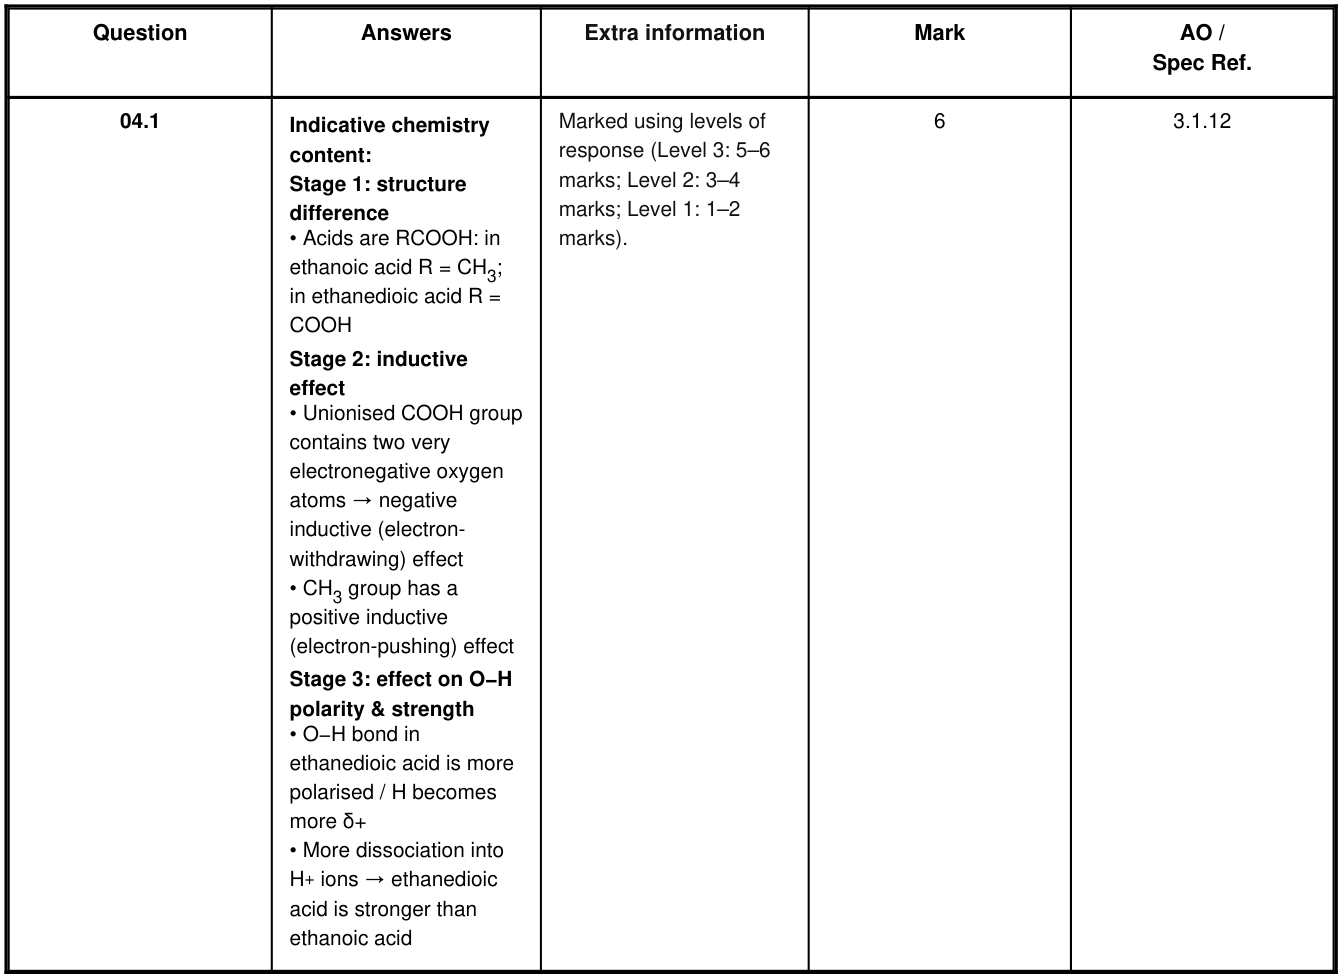 Question
Answers
Extra information
Mark
AO /
Spec Ref.
04.1
Indicative chemistry
content:
Stage 1: structure
difference
• Acids are RCOOH: in
ethanoic acid R = CH₃;
in ethanedioic acid R =
COOH
Stage 2: inductive
effect
• Unionised COOH group
contains two very
electronegative oxygen
atoms → negative
inductive (electron-
withdrawing) effect
• CH₃ group has a
positive inductive
(electron-pushing) effect
Stage 3: effect on O–H
polarity & strength
• O–H bond in
ethanedioic acid is more
polarised / H becomes
more δ+
• More dissociation into
H+ ions → ethanedioic
acid is stronger than
ethanoic acid
Marked using levels of
response (Level 3: 5–6
marks; Level 2: 3–4
marks; Level 1: 1–2
marks).
6
3.1.12